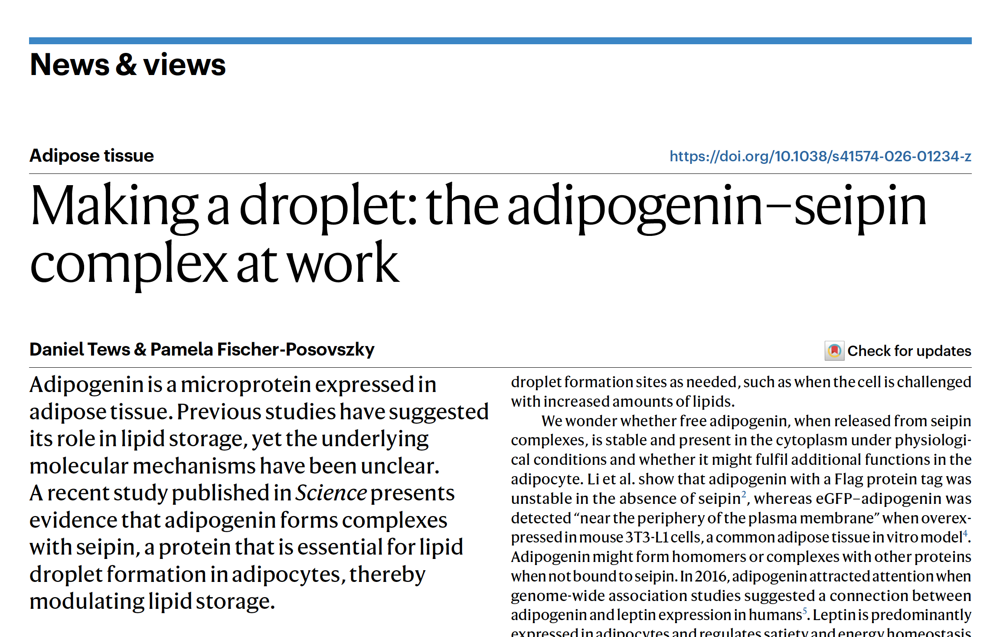 News & views
Adipose tissue
https://doi.org/10.1038/s41574-026-01234-z
Making a droplet: the adipogenin–seipin
complex at work
Daniel Tews & Pamela Fischer-Posovszky
Check for updates
Adipogenin is a microprotein expressed in
adipose tissue. Previous studies have suggested
its role in lipid storage, yet the underlying
molecular mechanisms have been unclear.
A recent study published in Science presents
evidence that adipogenin forms complexes
with seipin, a protein that is essential for lipid
droplet formation in adipocytes, thereby
modulating lipid storage.
droplet formation sites as needed, such as when the cell is challenged
with increased amounts of lipids.
We wonder whether free adipogenin, when released from seipin
complexes, is stable and present in the cytoplasm under physiologi-
cal conditions and whether it might fulfil additional functions in the
adipocyte. Li et al. show that adipogenin with a Flag protein tag was
unstable in the absence of seipin2, whereas eGFP–adipogenin was
detected “near the periphery of the plasma membrane” when overex-
pressed in mouse 3T3-L1 cells, a common adipose tissue in vitro model4.
Adipogenin might form homomers or complexes with other proteins
when not bound to seipin. In 2016, adipogenin attracted attention when
genome-wide association studies suggested a connection between
adipogenin and leptin expression in humans5. Leptin is predominantly
expressed in adipocytes and regulates satiety and energy homeostasis